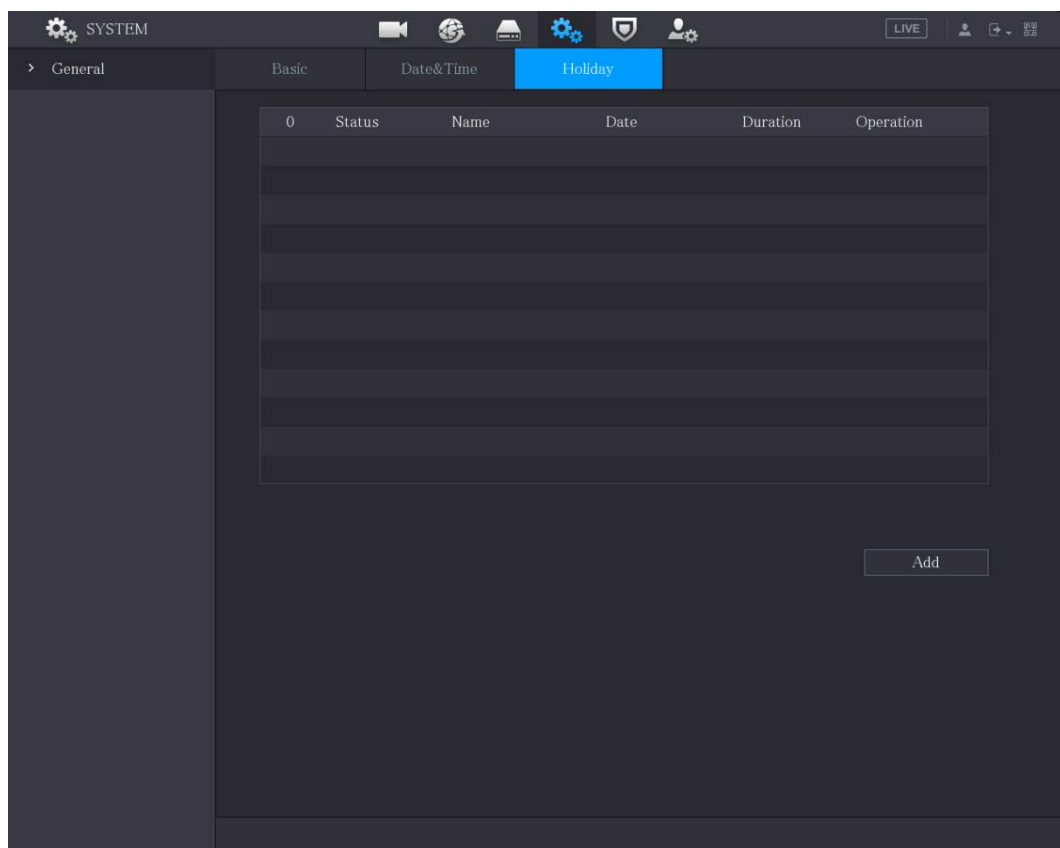 SYSTEM LIVE
General Basic Date&Time Holiday
0 Status Name Date Duration Operation
Add